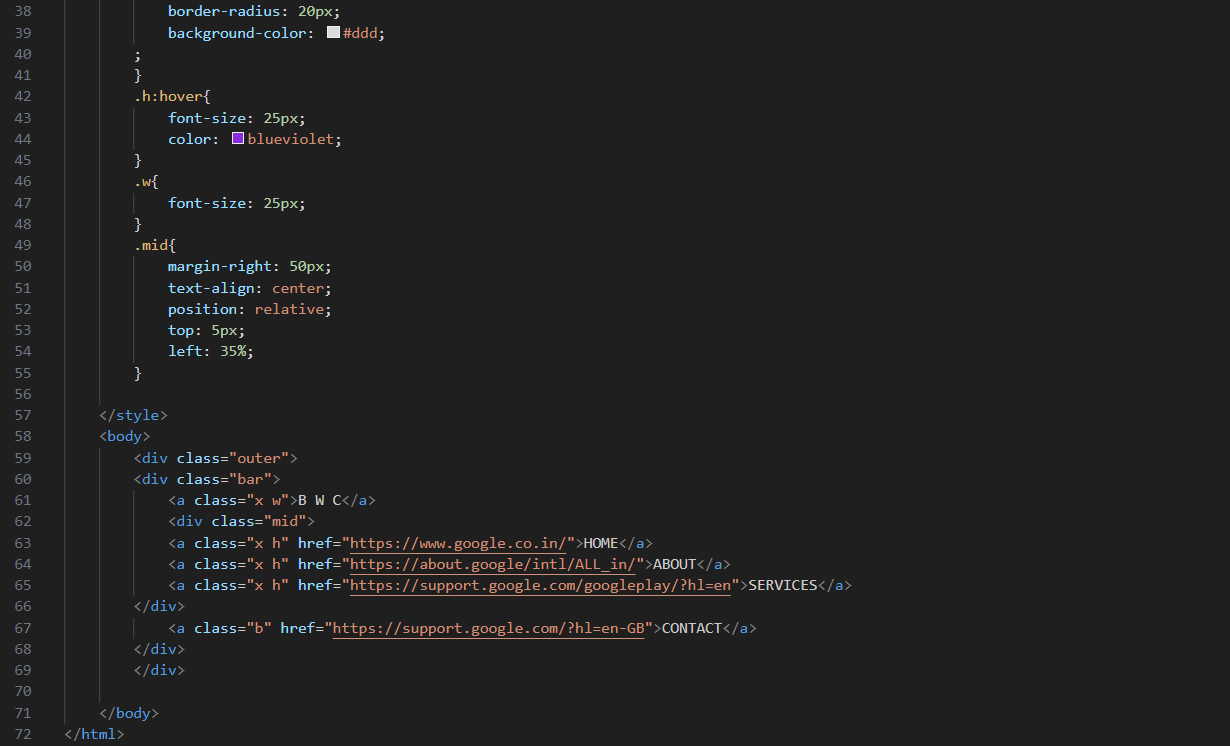 38 border-radius: 20px;
39 background-color: #ddd;
40 ;
41 }
42 .h:hover{
43 font-size: 25px;
44 color: blueviolet;
45 }
46 .w{
47 font-size: 25px;
48 }
49 .mid{
50 margin-right: 50px;
51 text-align: center;
52 position: relative;
53 top: 5px;
54 left: 35%;
55 }
56
57 </style>
58 <body>
59 <div class="outer">
60 <div class="bar">
61 <a class="x w">B W C</a>
62 <div class="mid">
63 <a class="x h" href="https://www.google.co.in/">HOME</a>
64 <a class="x h" href="https://about.google/intl/ALL_in/">ABOUT</a>
65 <a class="x h" href="https://support.google.com/googleplay/?hl=en">SERVICES</a>
66 </div>
67 <a class="b" href="https://support.google.com/?hl=en-GB">CONTACT</a>
68 </div>
69 </div>
70
71 </body>
72 </html>